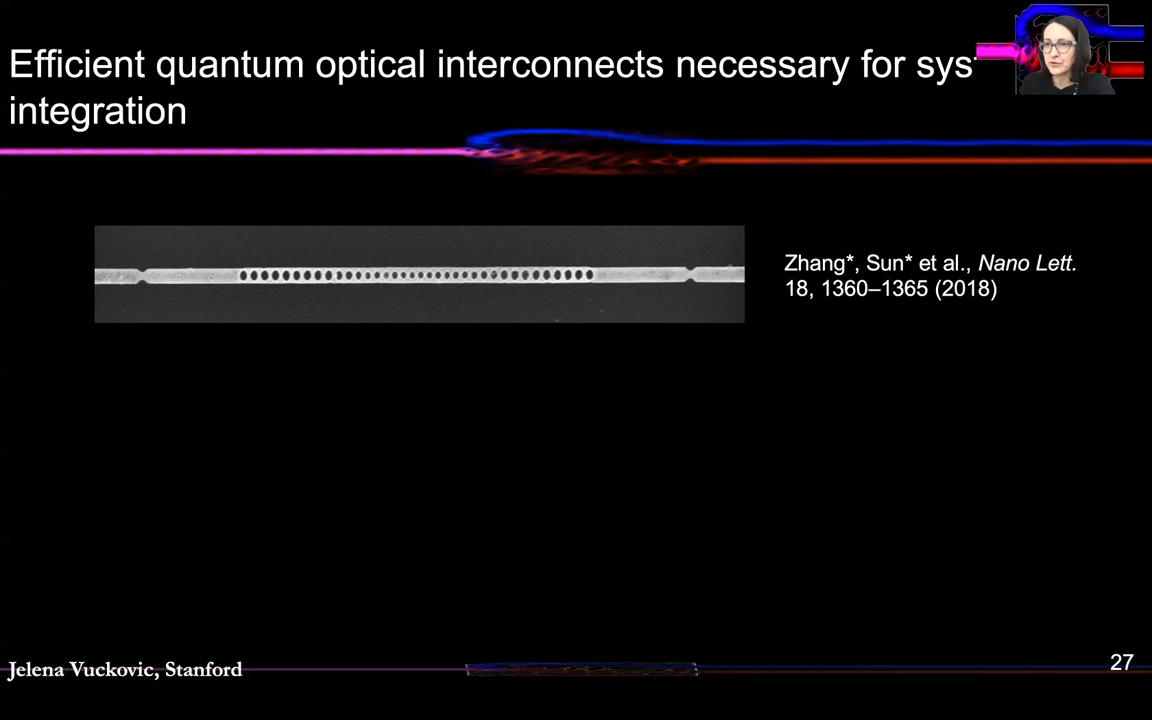 Efficient quantum optical interconnects necessary for sys
integration
Zhang*, Sun* et al., Nano Lett.
18, 1360–1365 (2018)
Jelena Vuckovic, Stanford
27